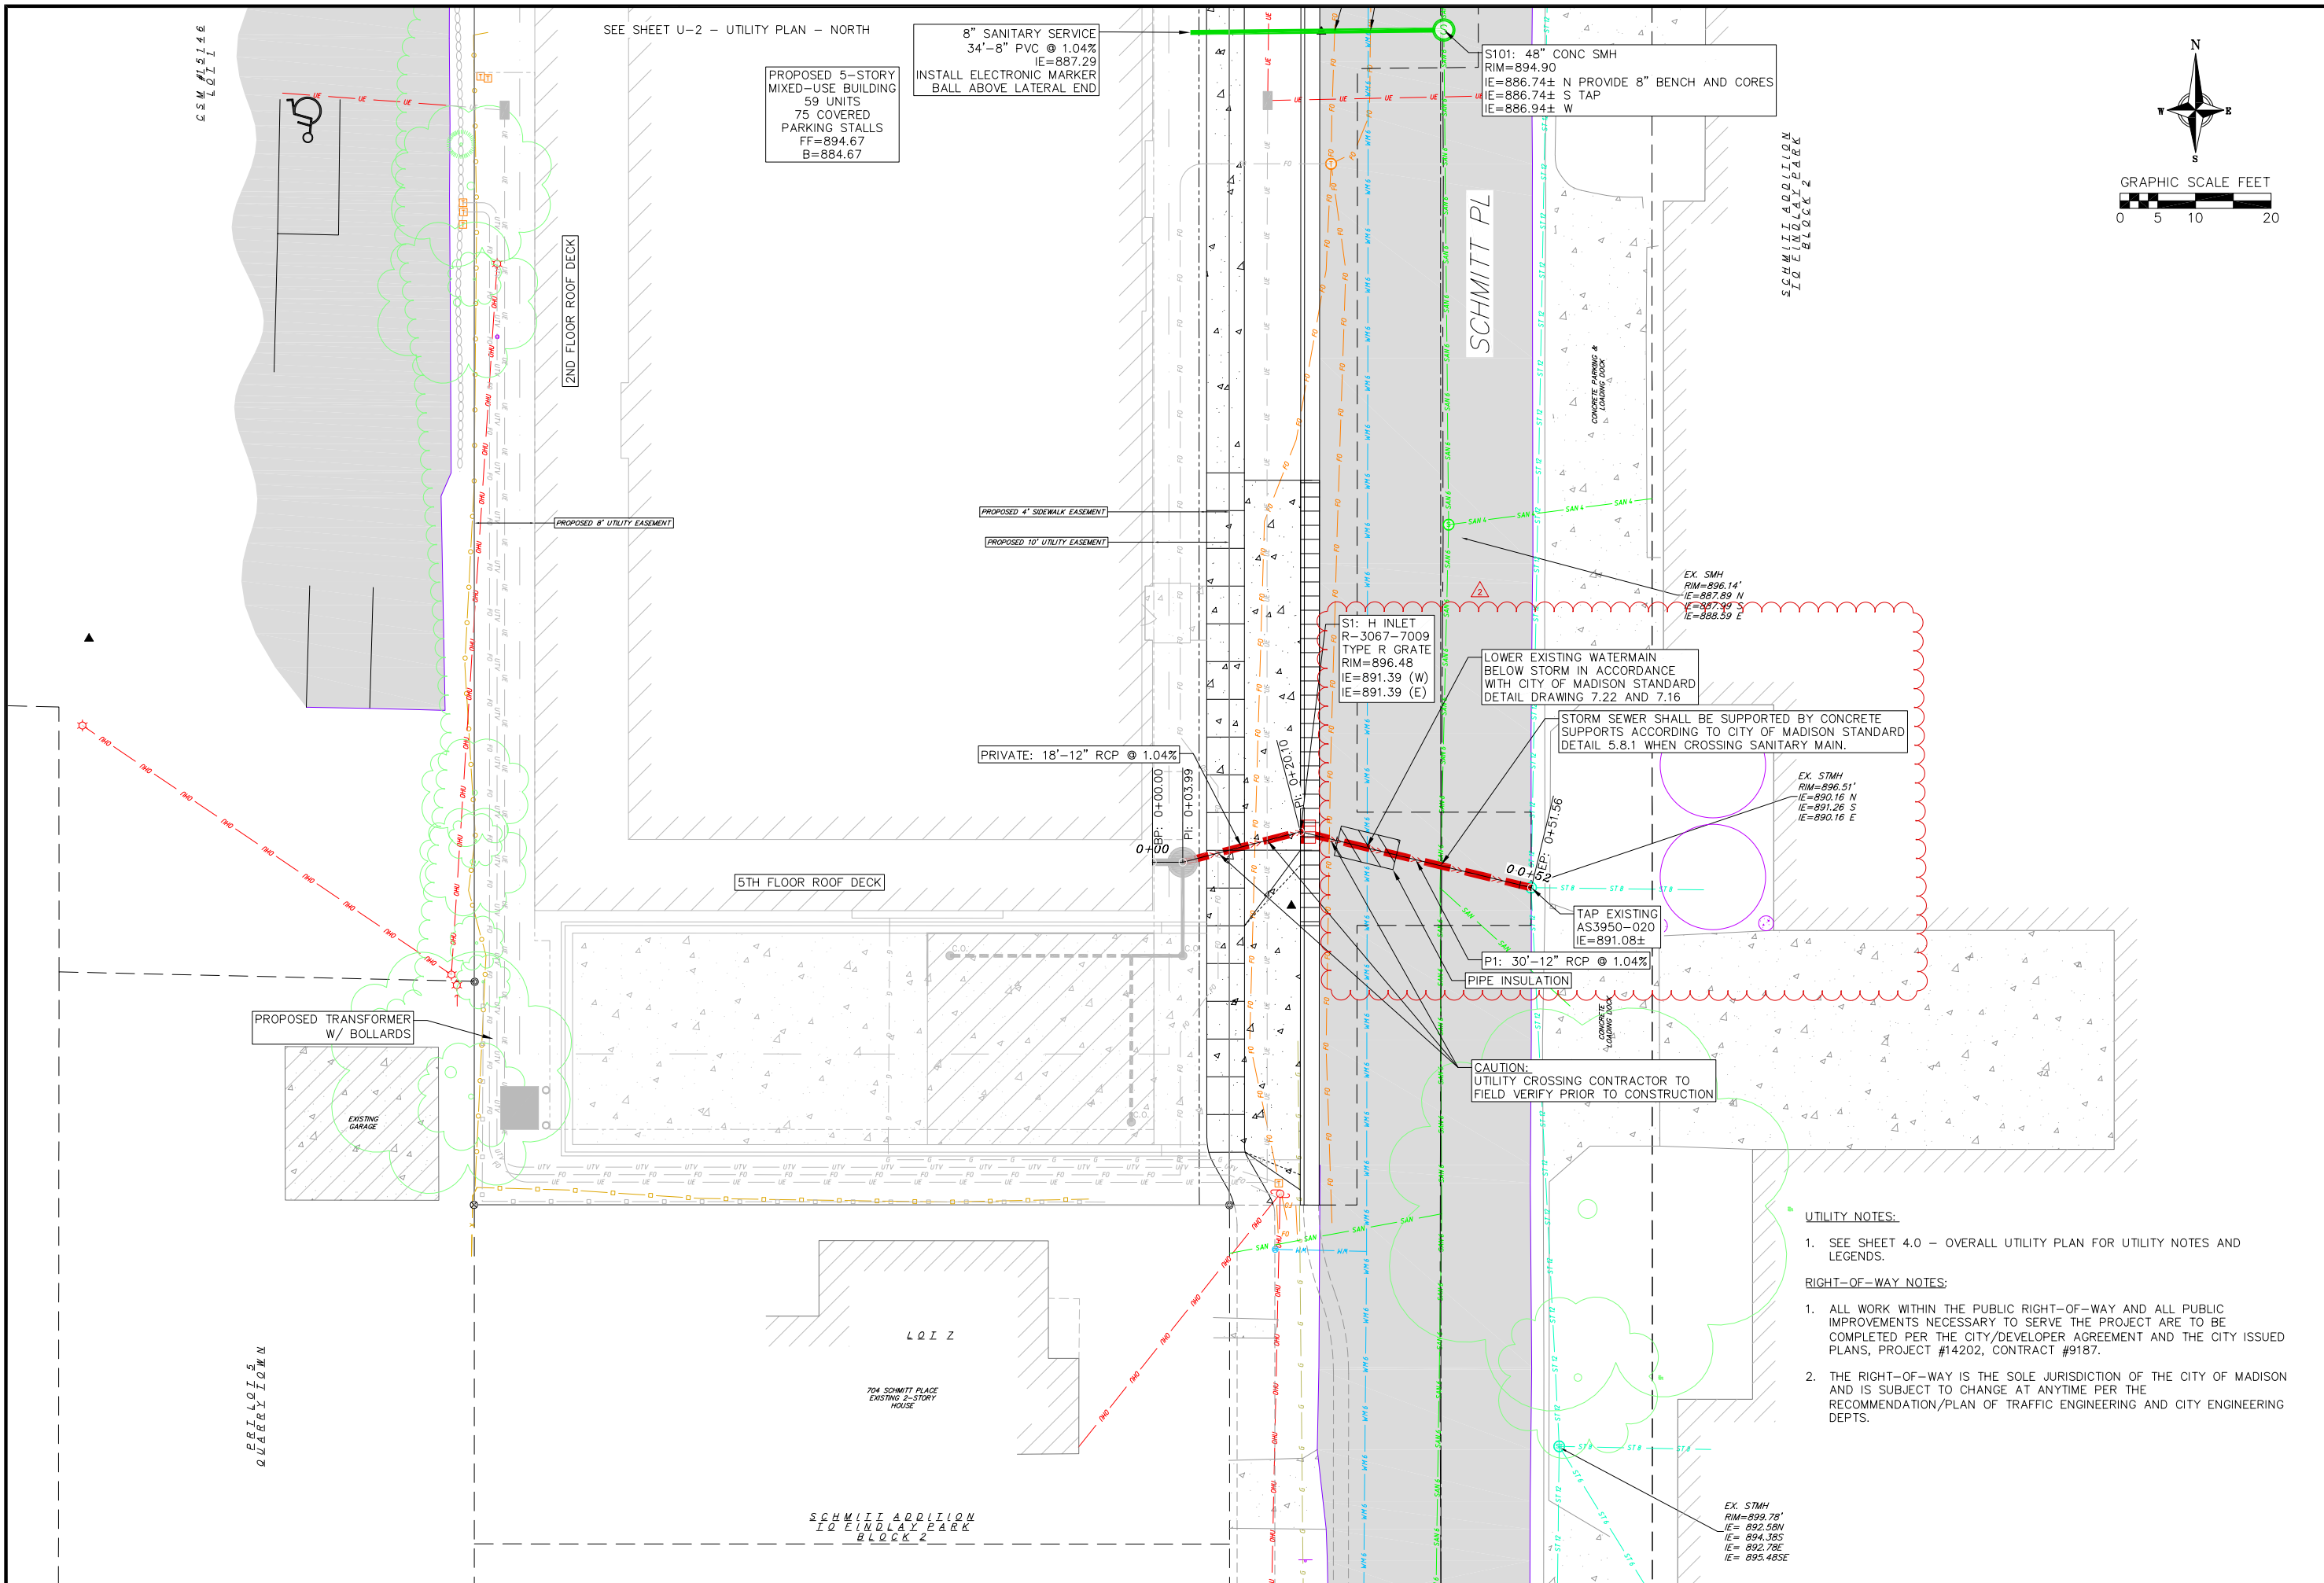 SEE SHEET U-2 - UTILITY PLAN - NORTH
8" SANITARY SERVICE
34'-8" PVC @ 1.04%
IE=887.29
INSTALL ELECTRONIC MARKER
BALL ABOVE LATERAL END
PROPOSED 5-STORY
MIXED-USE BUILDING
59 UNITS
75 COVERED
PARKING STALLS
FF=894.67
B=884.67
S101: 48" CONC SMH
RIM=894.90
IE=886.74± N PROVIDE 8" BENCH AND CORES
IE=886.74± S TAP
IE=886.94± W
N
W
E
S
GRAPHIC SCALE FEET
0 5 10 20
CSM #15146
LOT 1
SCHMITT ADDITION
TO FINDLAY PARK
BLOCK 2
SCHMITT PL
2ND FLOOR ROOF DECK
CONCRETE PARKING &
LOADING DOCK
PROPOSED 8' UTILITY EASEMENT
PROPOSED 4' SIDEWALK EASEMENT
PROPOSED 10' UTILITY EASEMENT
EX. SMH
RIM=896.14'
IE=887.89 N
IE=887.99 S
IE=888.59 E
2
S1: H INLET
R-3067-7009
TYPE R GRATE
RIM=896.48
IE=891.39 (W)
IE=891.39 (E)
LOWER EXISTING WATERMAIN
BELOW STORM IN ACCORDANCE
WITH CITY OF MADISON STANDARD
DETAIL DRAWING 7.22 AND 7.16
STORM SEWER SHALL BE SUPPORTED BY CONCRETE
SUPPORTS ACCORDING TO CITY OF MADISON STANDARD
DETAIL 5.8.1 WHEN CROSSING SANITARY MAIN.
PRIVATE: 18'-12" RCP @ 1.04%
BP: 0+00.00
PI: 0+03.99
PI: 0+20.10
EP: 0+51.56
0+00
0+52
EX. STMH
RIM=896.51'
IE=890.16 N
IE=891.26 S
IE=890.16 E
5TH FLOOR ROOF DECK
TAP EXISTING
AS3950-020
IE=891.08±
P1: 30'-12" RCP @ 1.04%
PIPE INSULATION
C.O.
C.O.
C.O.
PROPOSED TRANSFORMER
W/ BOLLARDS
CONCRETE
LOADING DOCK
CAUTION:
UTILITY CROSSING CONTRACTOR TO
FIELD VERIFY PRIOR TO CONSTRUCTION
EXISTING
GARAGE
LOT 7
704 SCHMITT PLACE
EXISTING 2-STORY
HOUSE
PRT LOT 5
QUARRYTOWN
SCHMITT ADDITION
TO FINDLAY PARK
BLOCK 2
UTILITY NOTES:
1. SEE SHEET 4.0 - OVERALL UTILITY PLAN FOR UTILITY NOTES AND
LEGENDS.
RIGHT-OF-WAY NOTES:
1. ALL WORK WITHIN THE PUBLIC RIGHT-OF-WAY AND ALL PUBLIC
IMPROVEMENTS NECESSARY TO SERVE THE PROJECT ARE TO BE
COMPLETED PER THE CITY/DEVELOPER AGREEMENT AND THE CITY ISSUED
PLANS, PROJECT #14202, CONTRACT #9187.
2. THE RIGHT-OF-WAY IS THE SOLE JURISDICTION OF THE CITY OF MADISON
AND IS SUBJECT TO CHANGE AT ANYTIME PER THE
RECOMMENDATION/PLAN OF TRAFFIC ENGINEERING AND CITY ENGINEERING
DEPTS.
EX. STMH
RIM=899.78'
IE= 892.58N
IE= 894.38S
IE= 892.78E
IE= 895.48SE